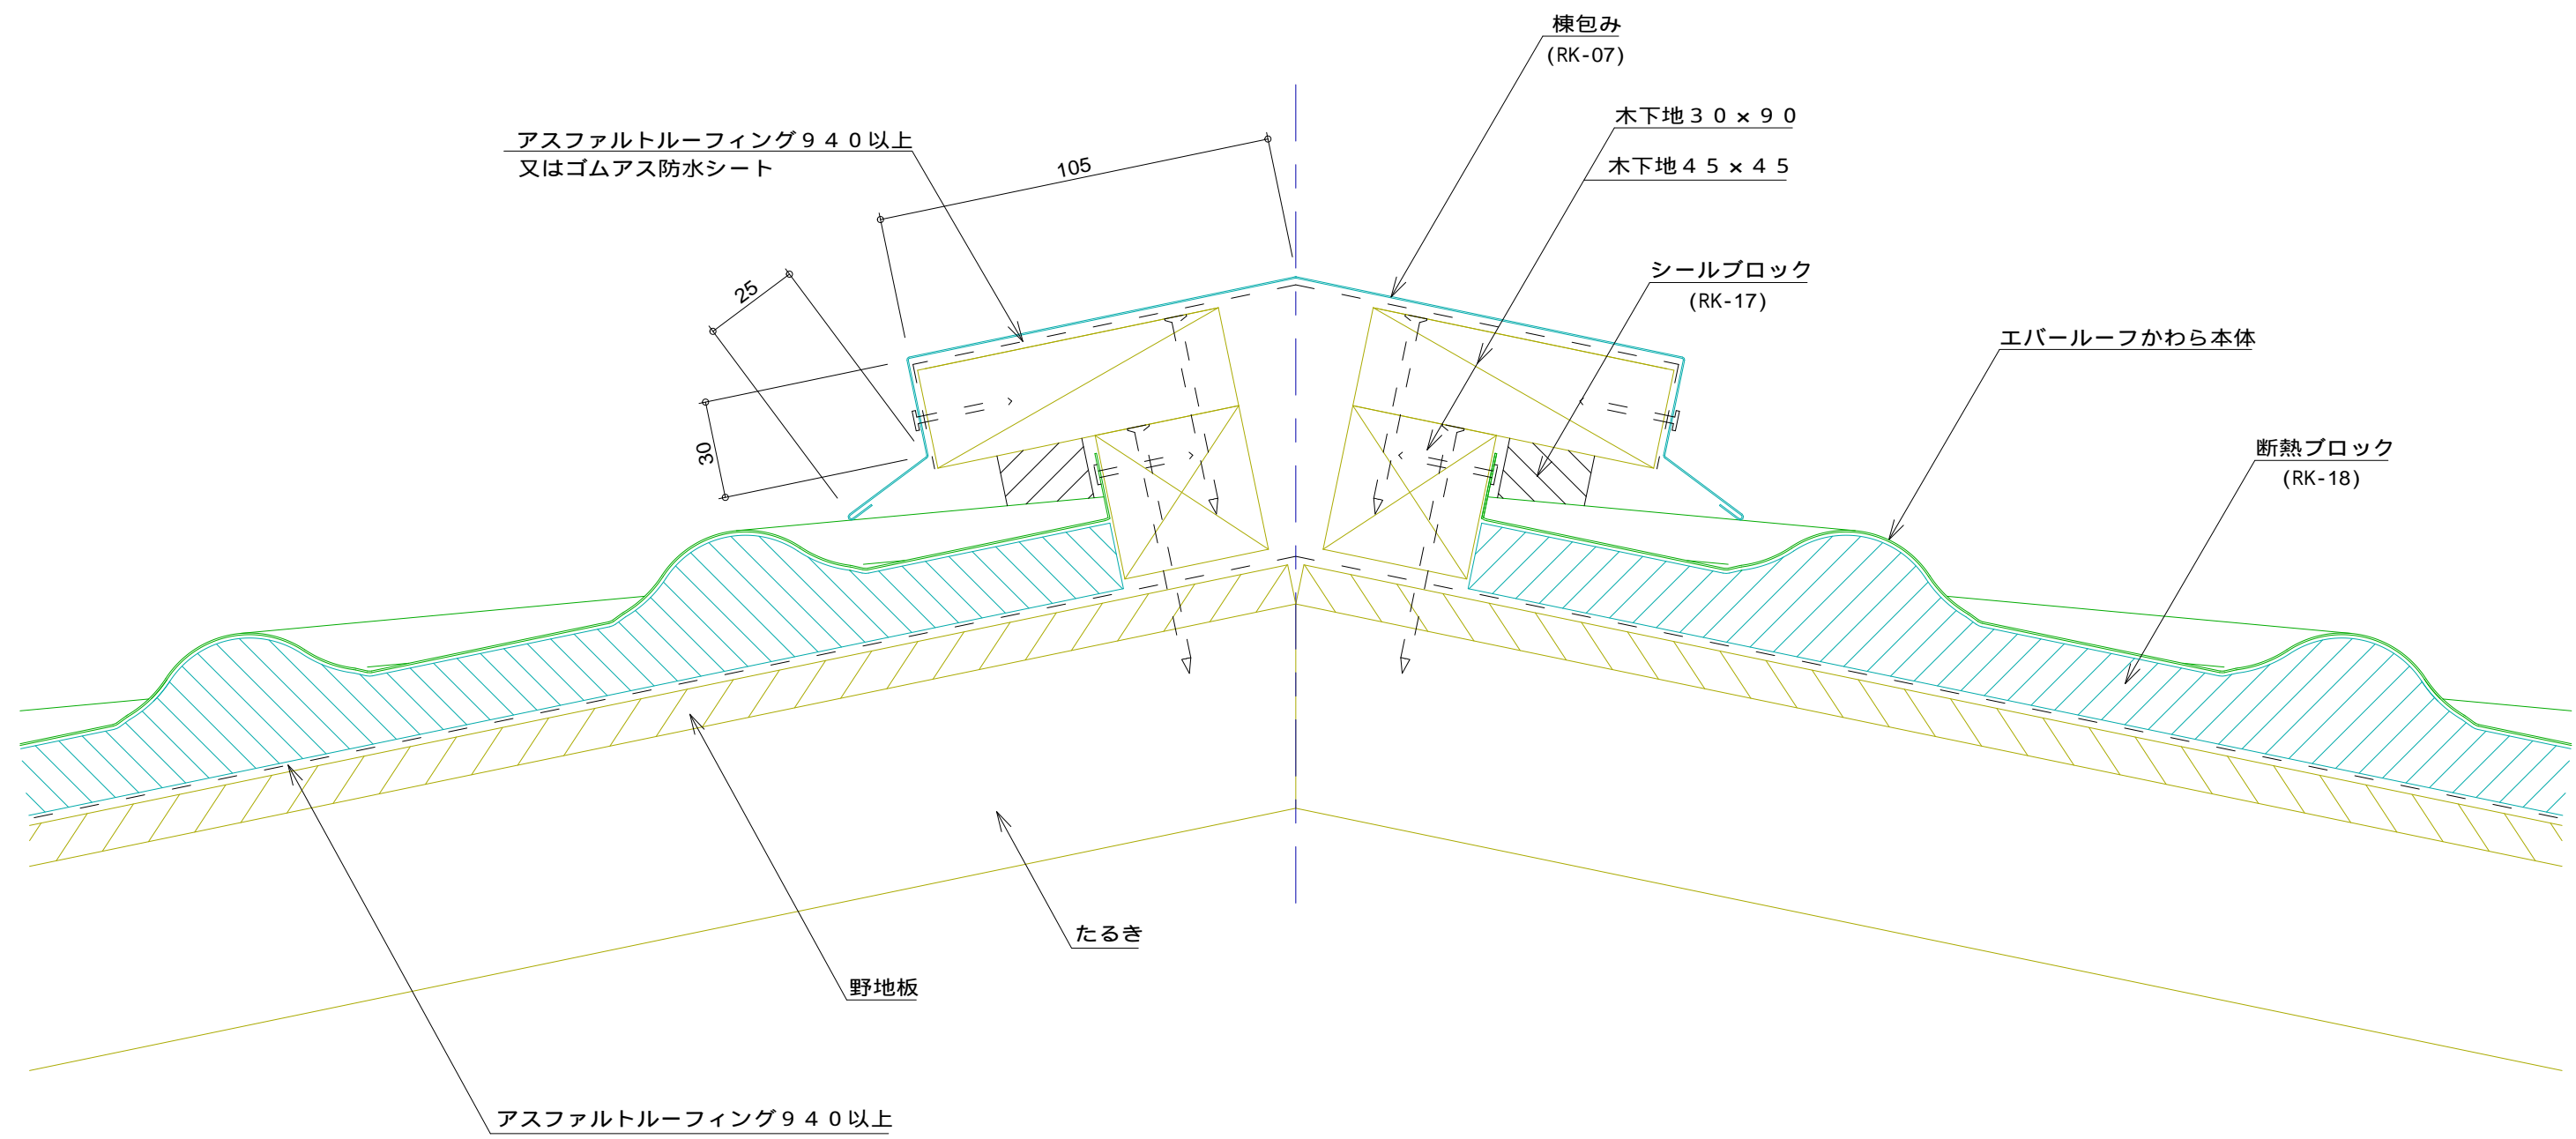 棟包み
(RK-07)
木下地３０×９０
アスファルトルーフィング９４０以上
又はゴムアス防水シート
105
木下地４５×４５
シールブロック
(RK-17)
25
エバールーフかわら本体
30
断熱ブロック
(RK-18)
たるき
野地板
アスファルトルーフィング９４０以上